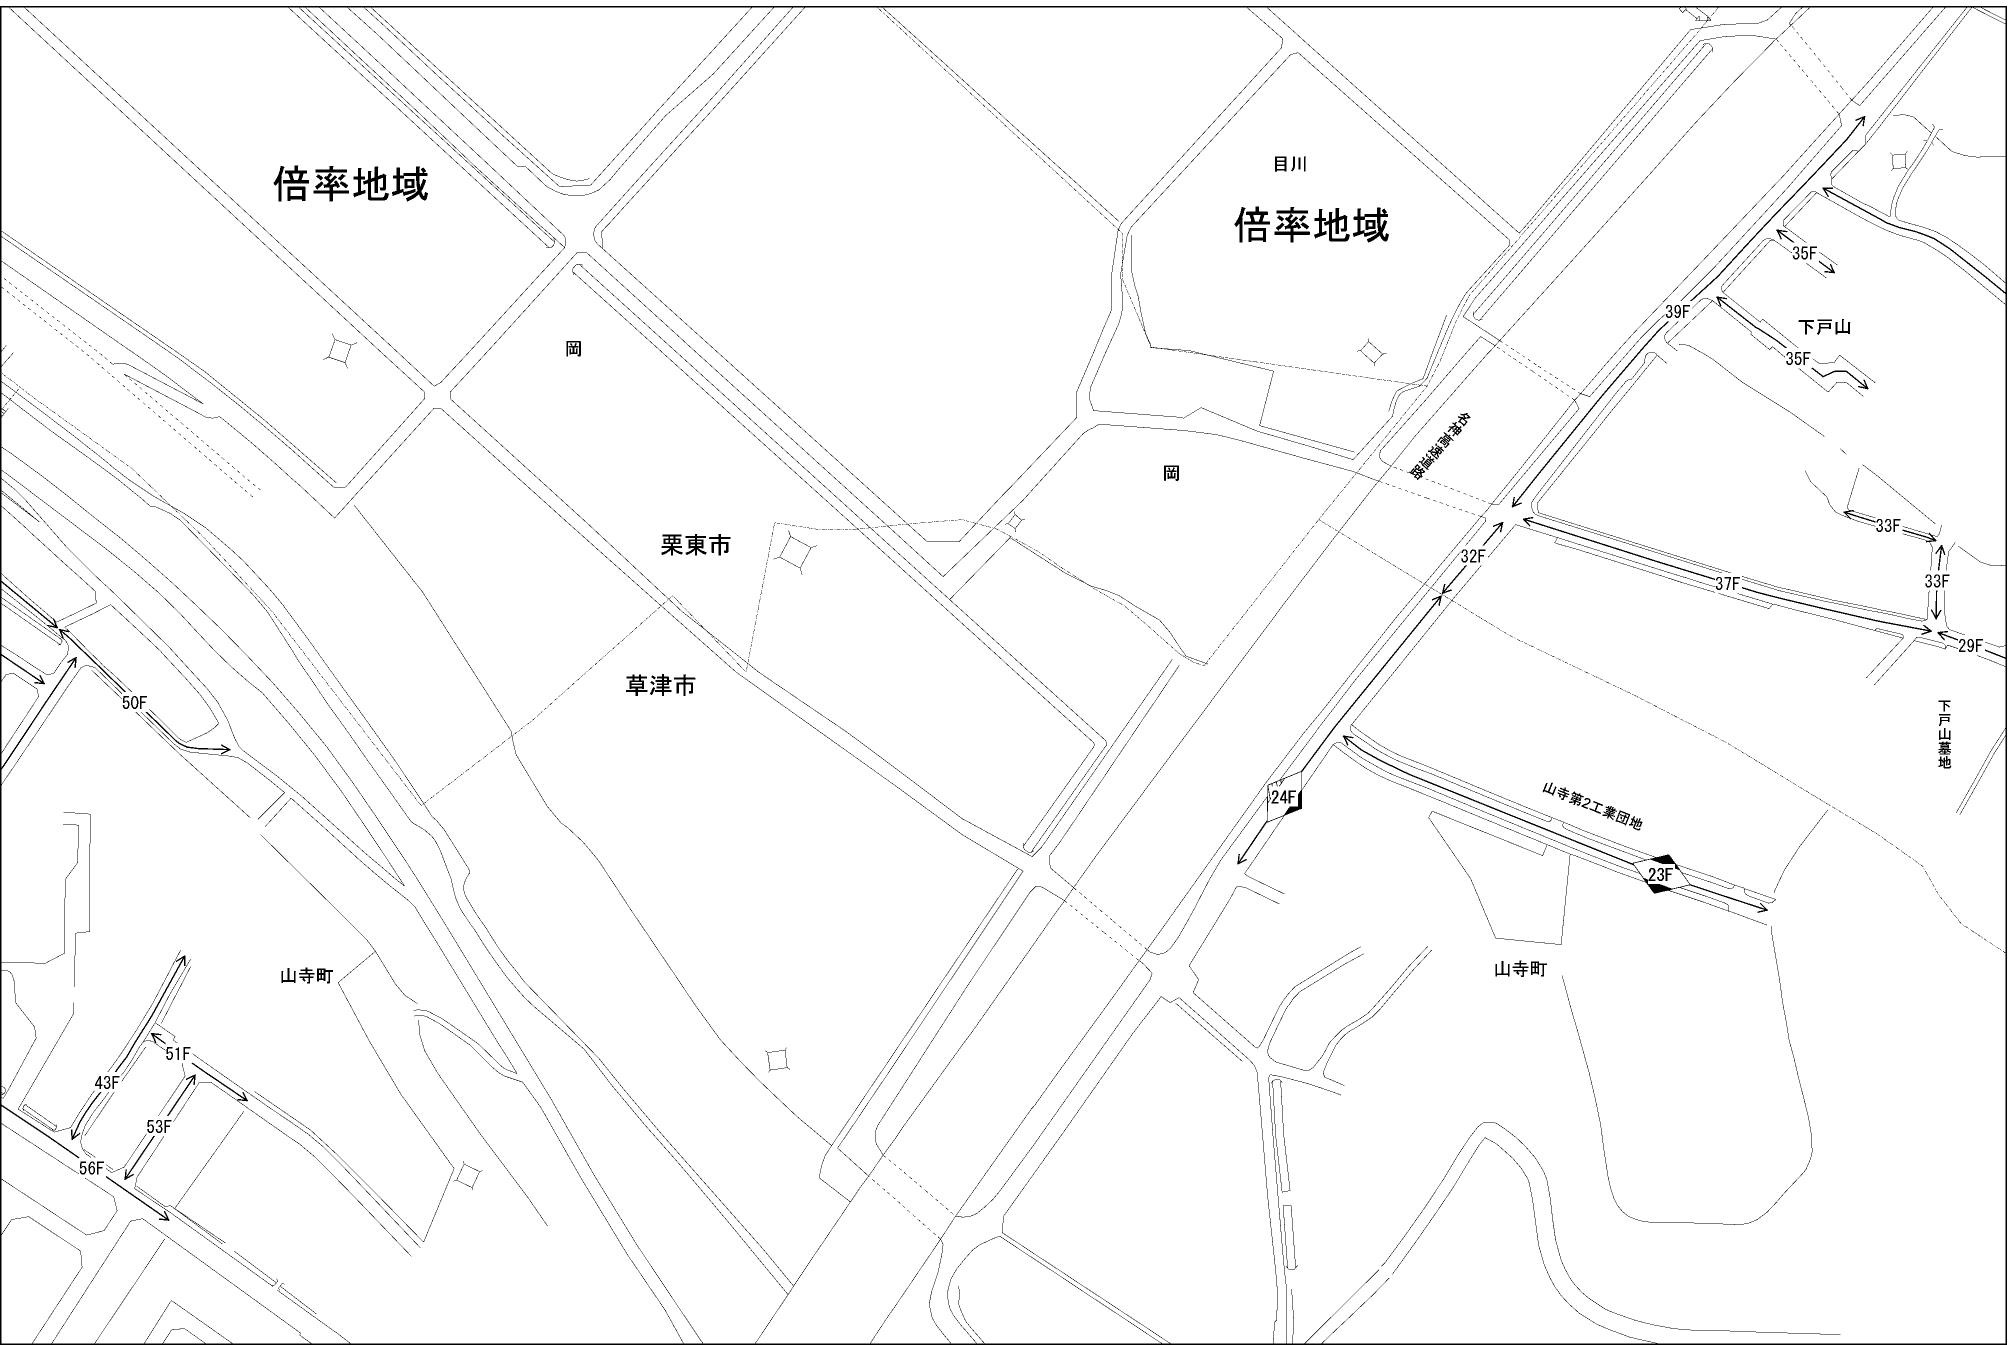 目川
倍率地域
倍率地域
35F
39F
下戸山
岡
35F
名神高速道路
岡
33F
栗東市
32F
37F
33F
29F
草津市
50F
下戸山墓地
24F
山寺第2工業団地
23F
山寺町
山寺町
51F
43F
53F
56F